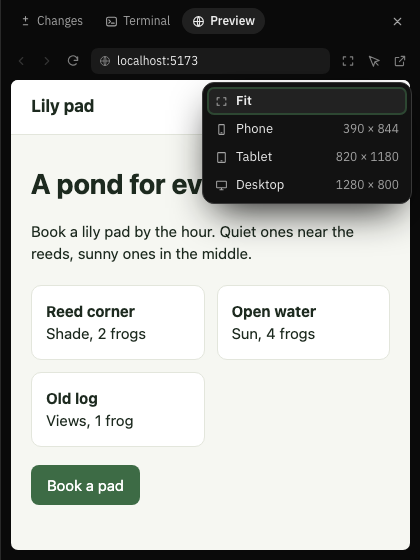 Changes
Terminal
Preview
localhost:5173
Lily pad
Fit
Phone 390 × 844
Tablet 820 × 1180
Desktop 1280 × 800
A pond for ev
Book a lily pad by the hour. Quiet ones near the
reeds, sunny ones in the middle.
Reed corner
Shade, 2 frogs
Open water
Sun, 4 frogs
Old log
Views, 1 frog
Book a pad